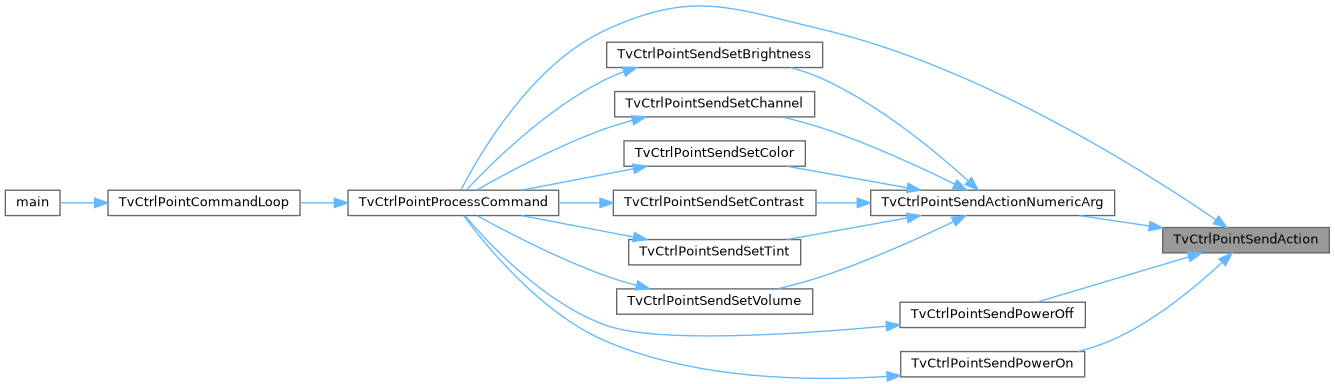 main
TvCtrlPointCommandLoop
TvCtrlPointProcessCommand
TvCtrlPointSendSetBrightness
TvCtrlPointSendSetChannel
TvCtrlPointSendSetColor
TvCtrlPointSendSetContrast
TvCtrlPointSendSetTint
TvCtrlPointSendSetVolume
TvCtrlPointSendActionNumericArg
TvCtrlPointSendPowerOff
TvCtrlPointSendPowerOn
TvCtrlPointSendAction